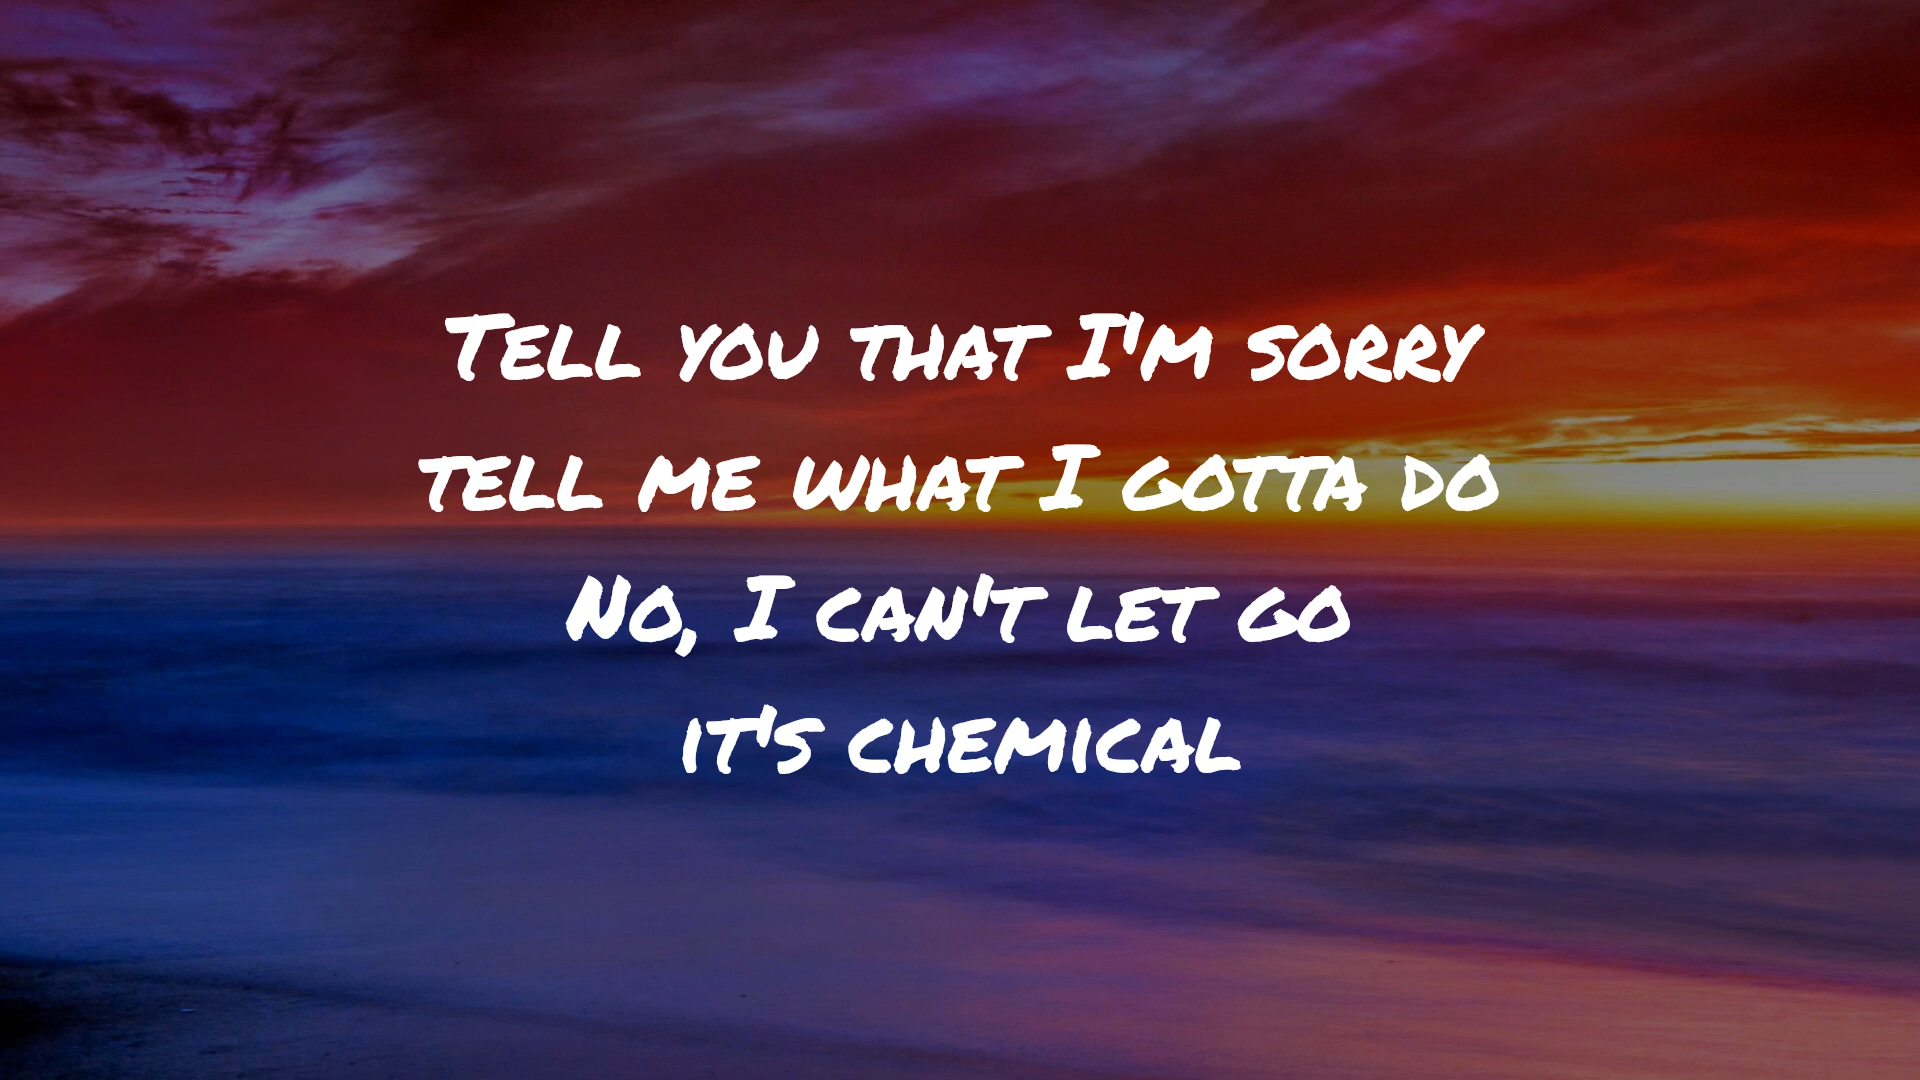 Tell you that I'm sorry
tell me what I gotta do
No, I can't let go
it's chemical